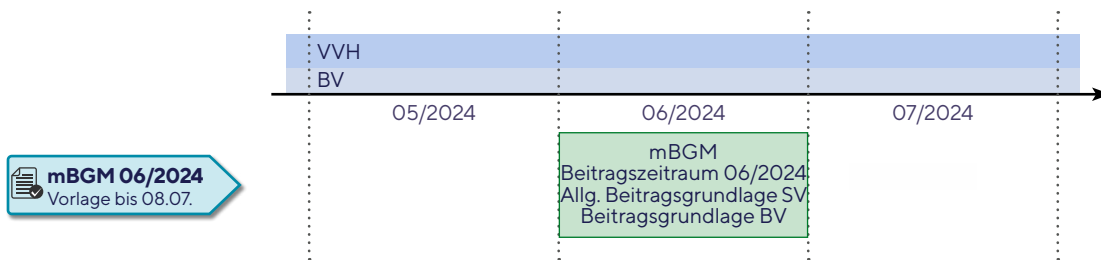 VVH
BV
05/2024
06/2024
07/2024
mBGM
Beitragszeitraum 06/2024
Allg. Beitragsgrundlage SV
Beitragsgrundlage BV
mBGM 06/2024
Vorlage bis 08.07.